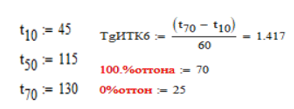 t10 := 45
t50 := 115
t70 := 130
TgИТК6 := (t70 − t10) / 60 = 1.417
100.%оттона := 70
0%оттон := 25